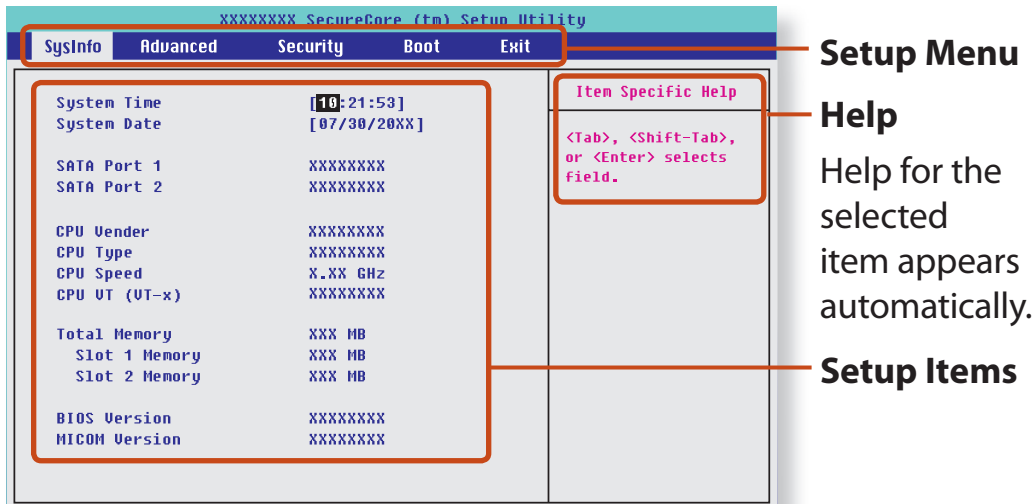 XXXXXXXX SecureCore (tm) Setup Utility
SysInfo Advanced Security Boot Exit
System Time [10:21:53]
System Date [07/30/20XX]
SATA Port 1 XXXXXXXX
SATA Port 2 XXXXXXXX
CPU Vender XXXXXXXX
CPU Type XXXXXXXX
CPU Speed X.XX GHz
CPU VT (VT-x) XXXXXXXX
Total Memory XXX MB
Slot 1 Memory XXX MB
Slot 2 Memory XXX MB
BIOS Version XXXXXXXX
MICOM Version XXXXXXXX
Item Specific Help
<Tab>, <Shift-Tab>,
or <Enter> selects
field.
Setup Menu
Help
Help for the
selected
item appears
automatically.
Setup Items